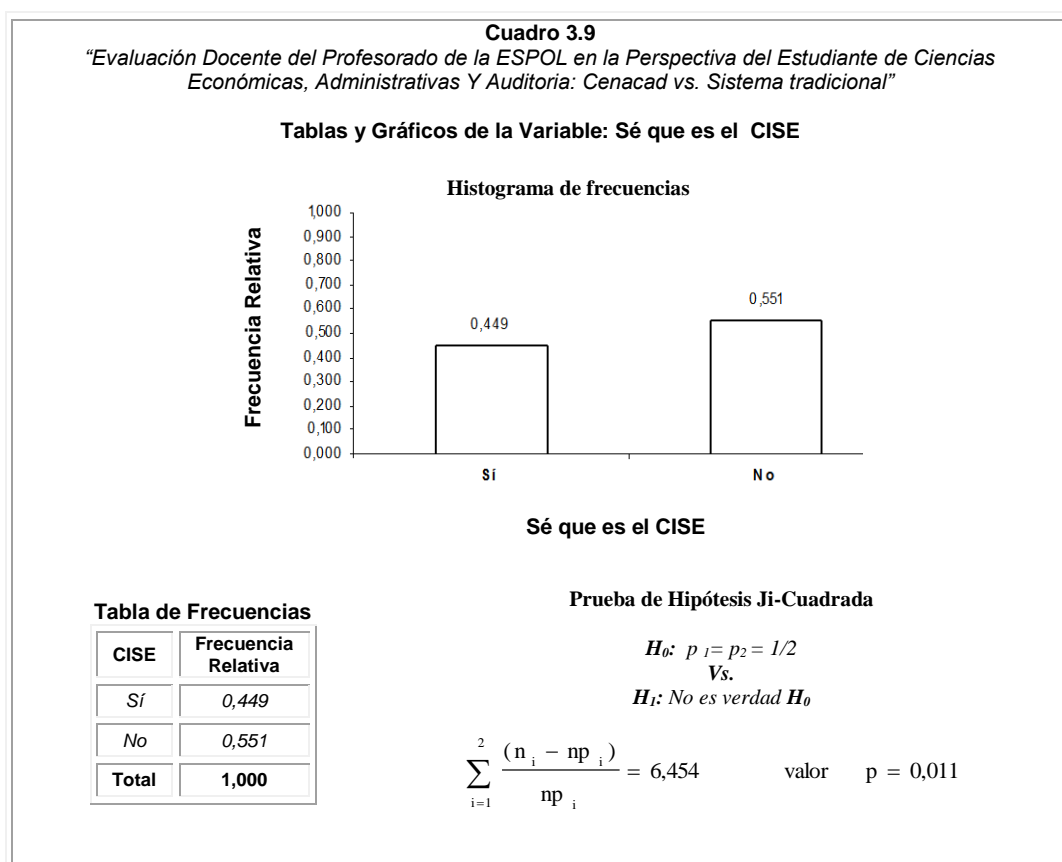 Cuadro 3.9
“Evaluación Docente del Profesorado de la ESPOL en la Perspectiva del Estudiante de Ciencias
Económicas, Administrativas Y Auditoria: Cenacad vs. Sistema tradicional”
Tablas y Gráficos de la Variable: Sé que es el CISE
Histograma de frecuencias
Frecuencia Relativa
1,000
0,900
0,800
0,700
0,600
0,500
0,400
0,300
0,200
0,100
0,000
0,449
0,551
Sí No
Sé que es el CISE
Tabla de Frecuencias
CISE Frecuencia Relativa
Sí 0,449
No 0,551
Total 1,000
Prueba de Hipótesis Ji-Cuadrada
H₀: p ₁= p₂ = 1/2
Vs.
H₁: No es verdad H₀
∑_{i=1}^{2} (n_i − np_i) / np_i = 6,454 valor p = 0,011